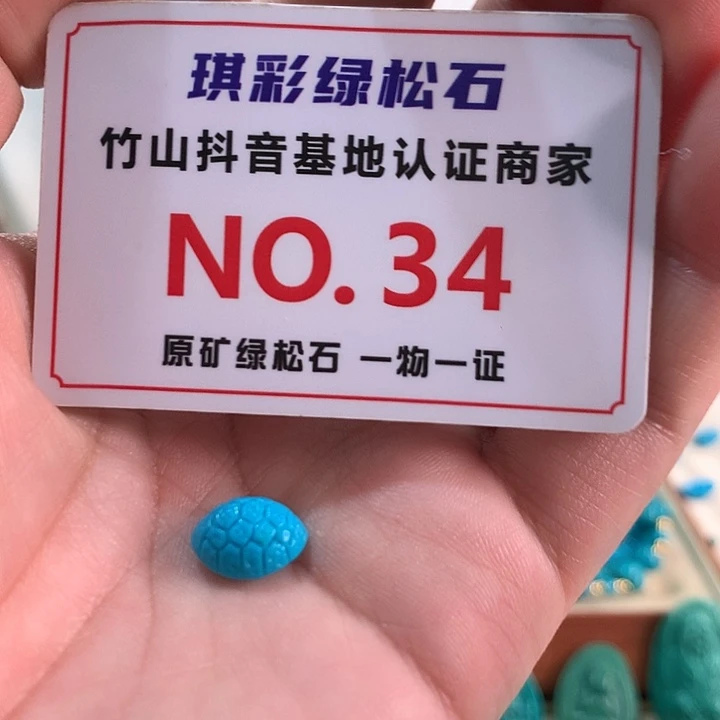 琪彩绿松石
竹山抖音基地认证商家
NO. 34
原矿绿松石 一物一证